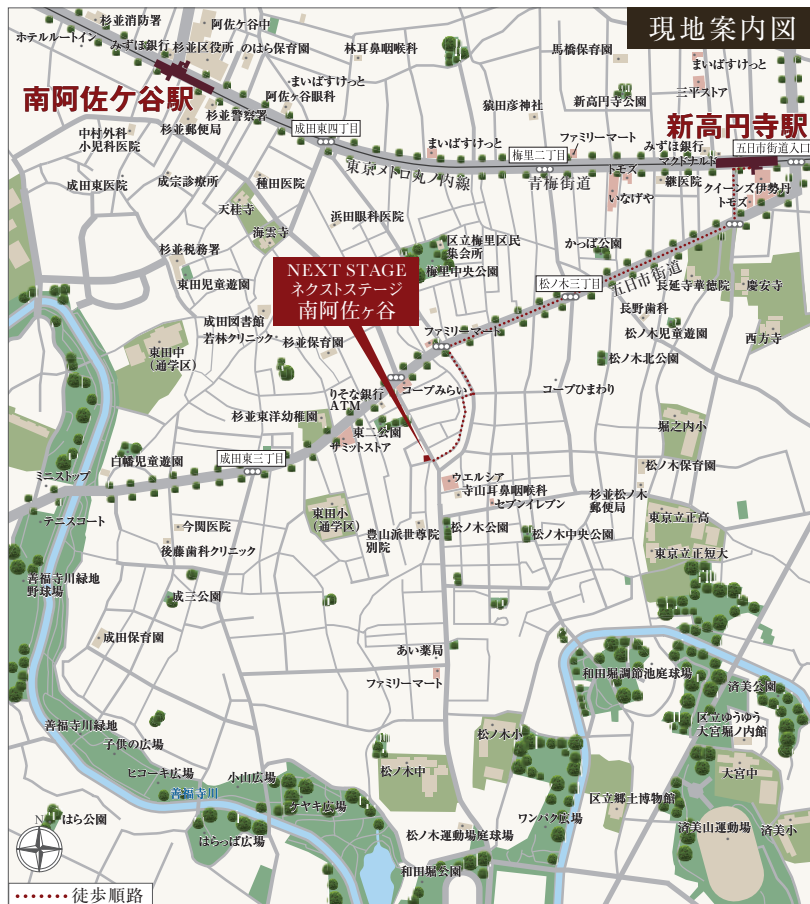 現地案内図
杉並消防署
阿佐ケ谷中
ホテルルートイン
みずほ銀行
杉並区役所
のはら保育園
林耳鼻咽喉科
馬橋保育園
まいばすけっと
南阿佐ケ谷駅
まいばすけっと
阿佐ヶ谷眼科
三平ストア
新高円寺公園
猿田彦神社
杉並警察署
杉並郵便局
新高円寺駅
中村外科
小児科医院
成田東四丁目
まいばすけっと
梅里二丁目
ファミリーマート
みずほ銀行
五日市街道入口
マクドナルド
東京メトロ丸ノ内線
青梅街道
トモズ
いなげや
継医院
クイーンズ伊勢丹
トモズ
成田東医院
成宗診療所
種田医院
天桂寺
浜田眼科医院
海雲寺
杉並税務署
区立梅里区民
集会所
かっぱ公園
梅里中央公園
五日市街道
NEXT STAGE
ネクストステージ
南阿佐ヶ谷
東田児童遊園
松ノ木三丁目
長延寺華徳院
慶安寺
長野歯科
成田図書館
若林クリニック
杉並保育園
ファミリーマート
松ノ木児童遊園
西方寺
東田中
(通学区)
松ノ木北公園
りそな銀行
ATM
コープみらい
コープひまわり
杉並東洋幼稚園
東二公園
サミットストア
堀之内小
白幡児童遊園
成田東三丁目
松ノ木保育園
ミニストップ
ウエルシア
寺山耳鼻咽喉科
セブンイレブン
杉並松ノ木
郵便局
テニスコート
今関医院
東田小
(通学区)
豊山派世尊院
別院
松ノ木公園
松ノ木中央公園
東京立正高
後藤歯科クリニック
東京立正短大
善福寺川緑地
野球場
成三公園
成田保育園
あい薬局
ファミリーマート
和田堀調節池庭球場
済美公園
善福寺川緑地
子供の広場
松ノ木小
区立ゆうゆう
大宮堀ノ内館
ヒコーキ広場
小山広場
松ノ木中
大宮中
善福寺川
ケヤキ広場
区立郷土博物館
N
はら公園
はらっぱ広場
松ノ木運動場庭球場
ワンパク広場
済美山運動場
済美小
和田堀公園
徒歩順路